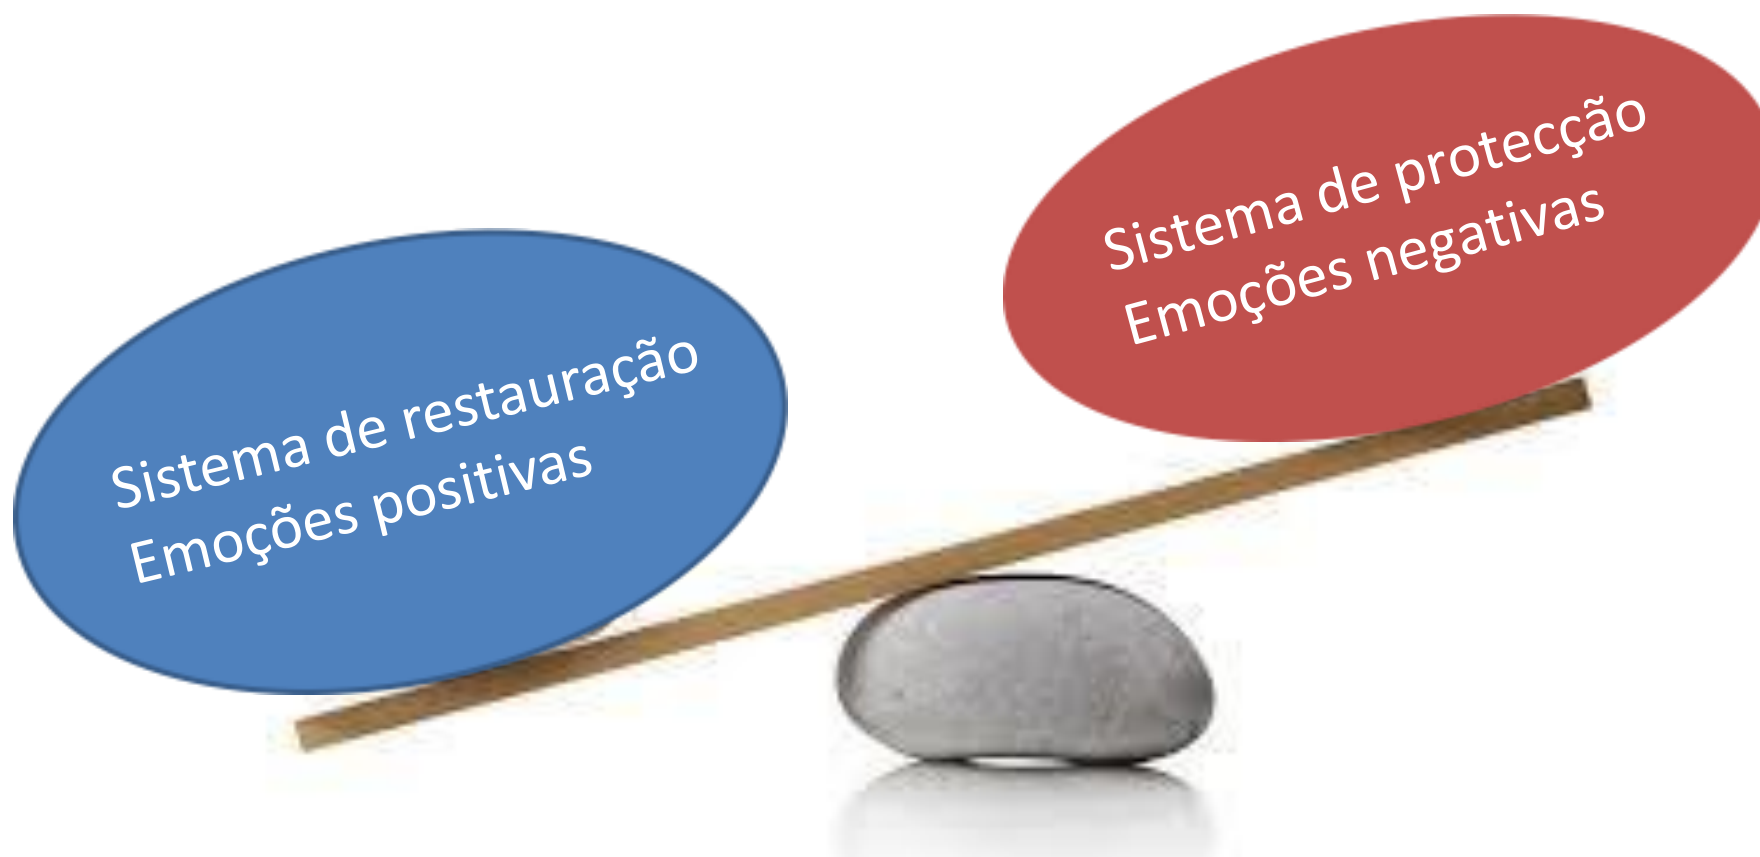 Sistema de restauração
Emoções positivas
Sistema de protecção
Emoções negativas